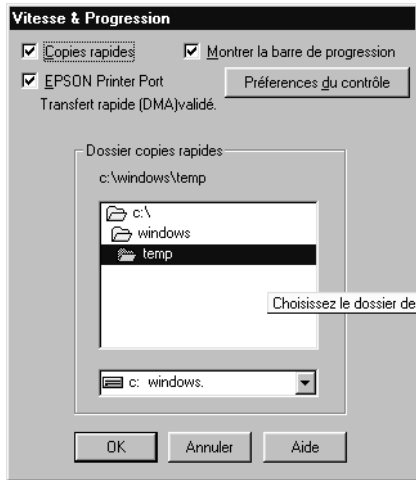 Vitesse & Progression
Copies rapides
Montrer la barre de progression
EPSON Printer Port
Préferences du contrôle
Transfert rapide (DMA)validé.
Dossier copies rapides
c:\windows\temp
c:\
windows
temp
Choisissez le dossier de
c: windows.
OK
Annuler
Aide